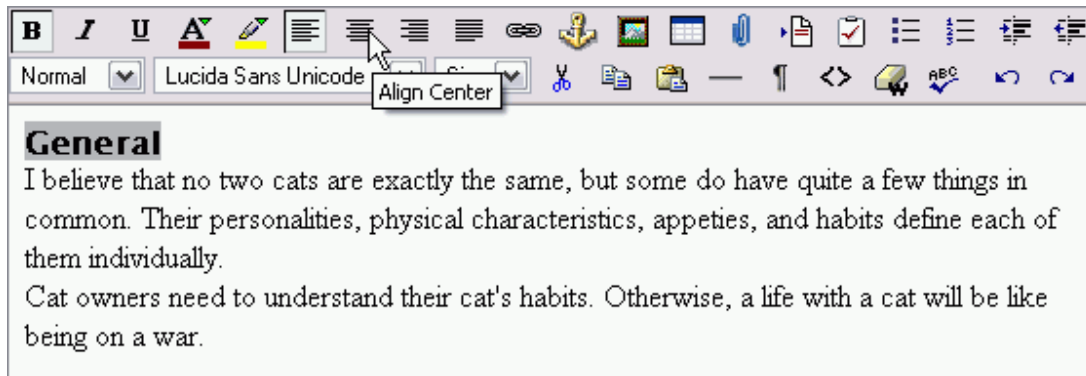 B I U A
Normal Lucida Sans Unicode
Align Center
ABC
General
I believe that no two cats are exactly the same, but some do have quite a few things in
common. Their personalities, physical characteristics, appeties, and habits define each of
them individually.
Cat owners need to understand their cat's habits. Otherwise, a life with a cat will be like
being on a war.